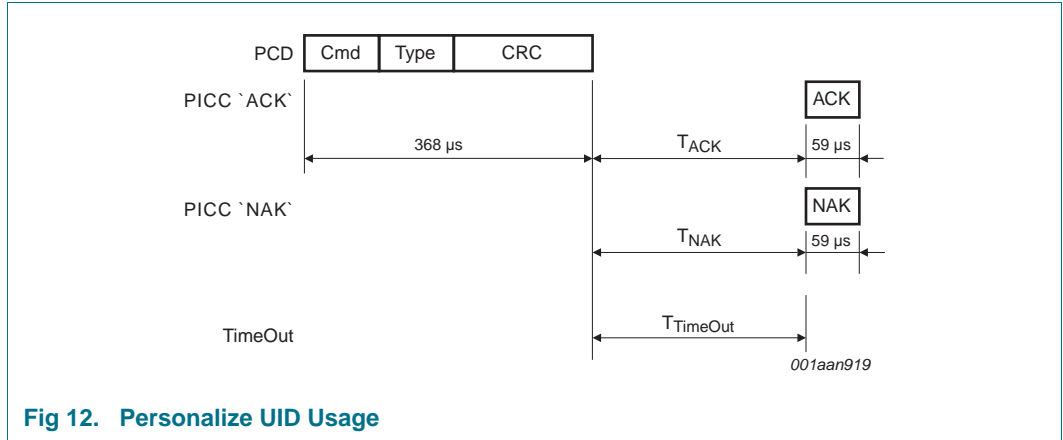 PCD Cmd Type CRC
PICC `ACK` ACK
368 µs TACK 59 µs
PICC `NAK` NAK
TNAK 59 µs
TimeOut TTimeOut
001aan919
Fig 12. Personalize UID Usage